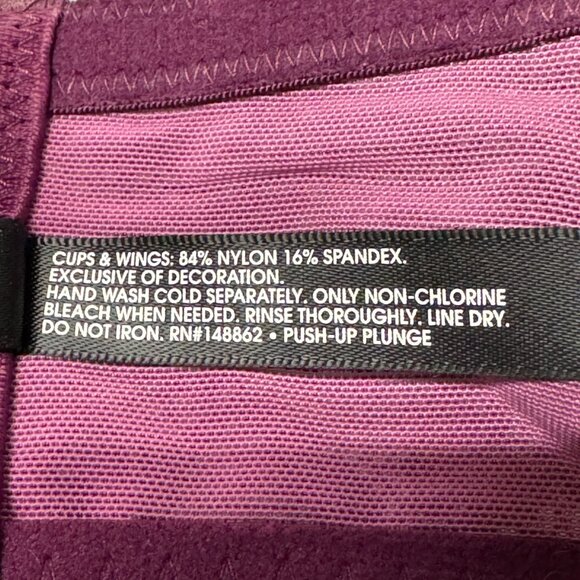 CUPS & WINGS: 84% NYLON 16% SPANDEX.
EXCLUSIVE OF DECORATION.
HAND WASH COLD SEPARATELY. ONLY NON-CHLORINE
BLEACH WHEN NEEDED. RINSE THOROUGHLY. LINE DRY.
DO NOT IRON. RN#148862 • PUSH-UP PLUNGE